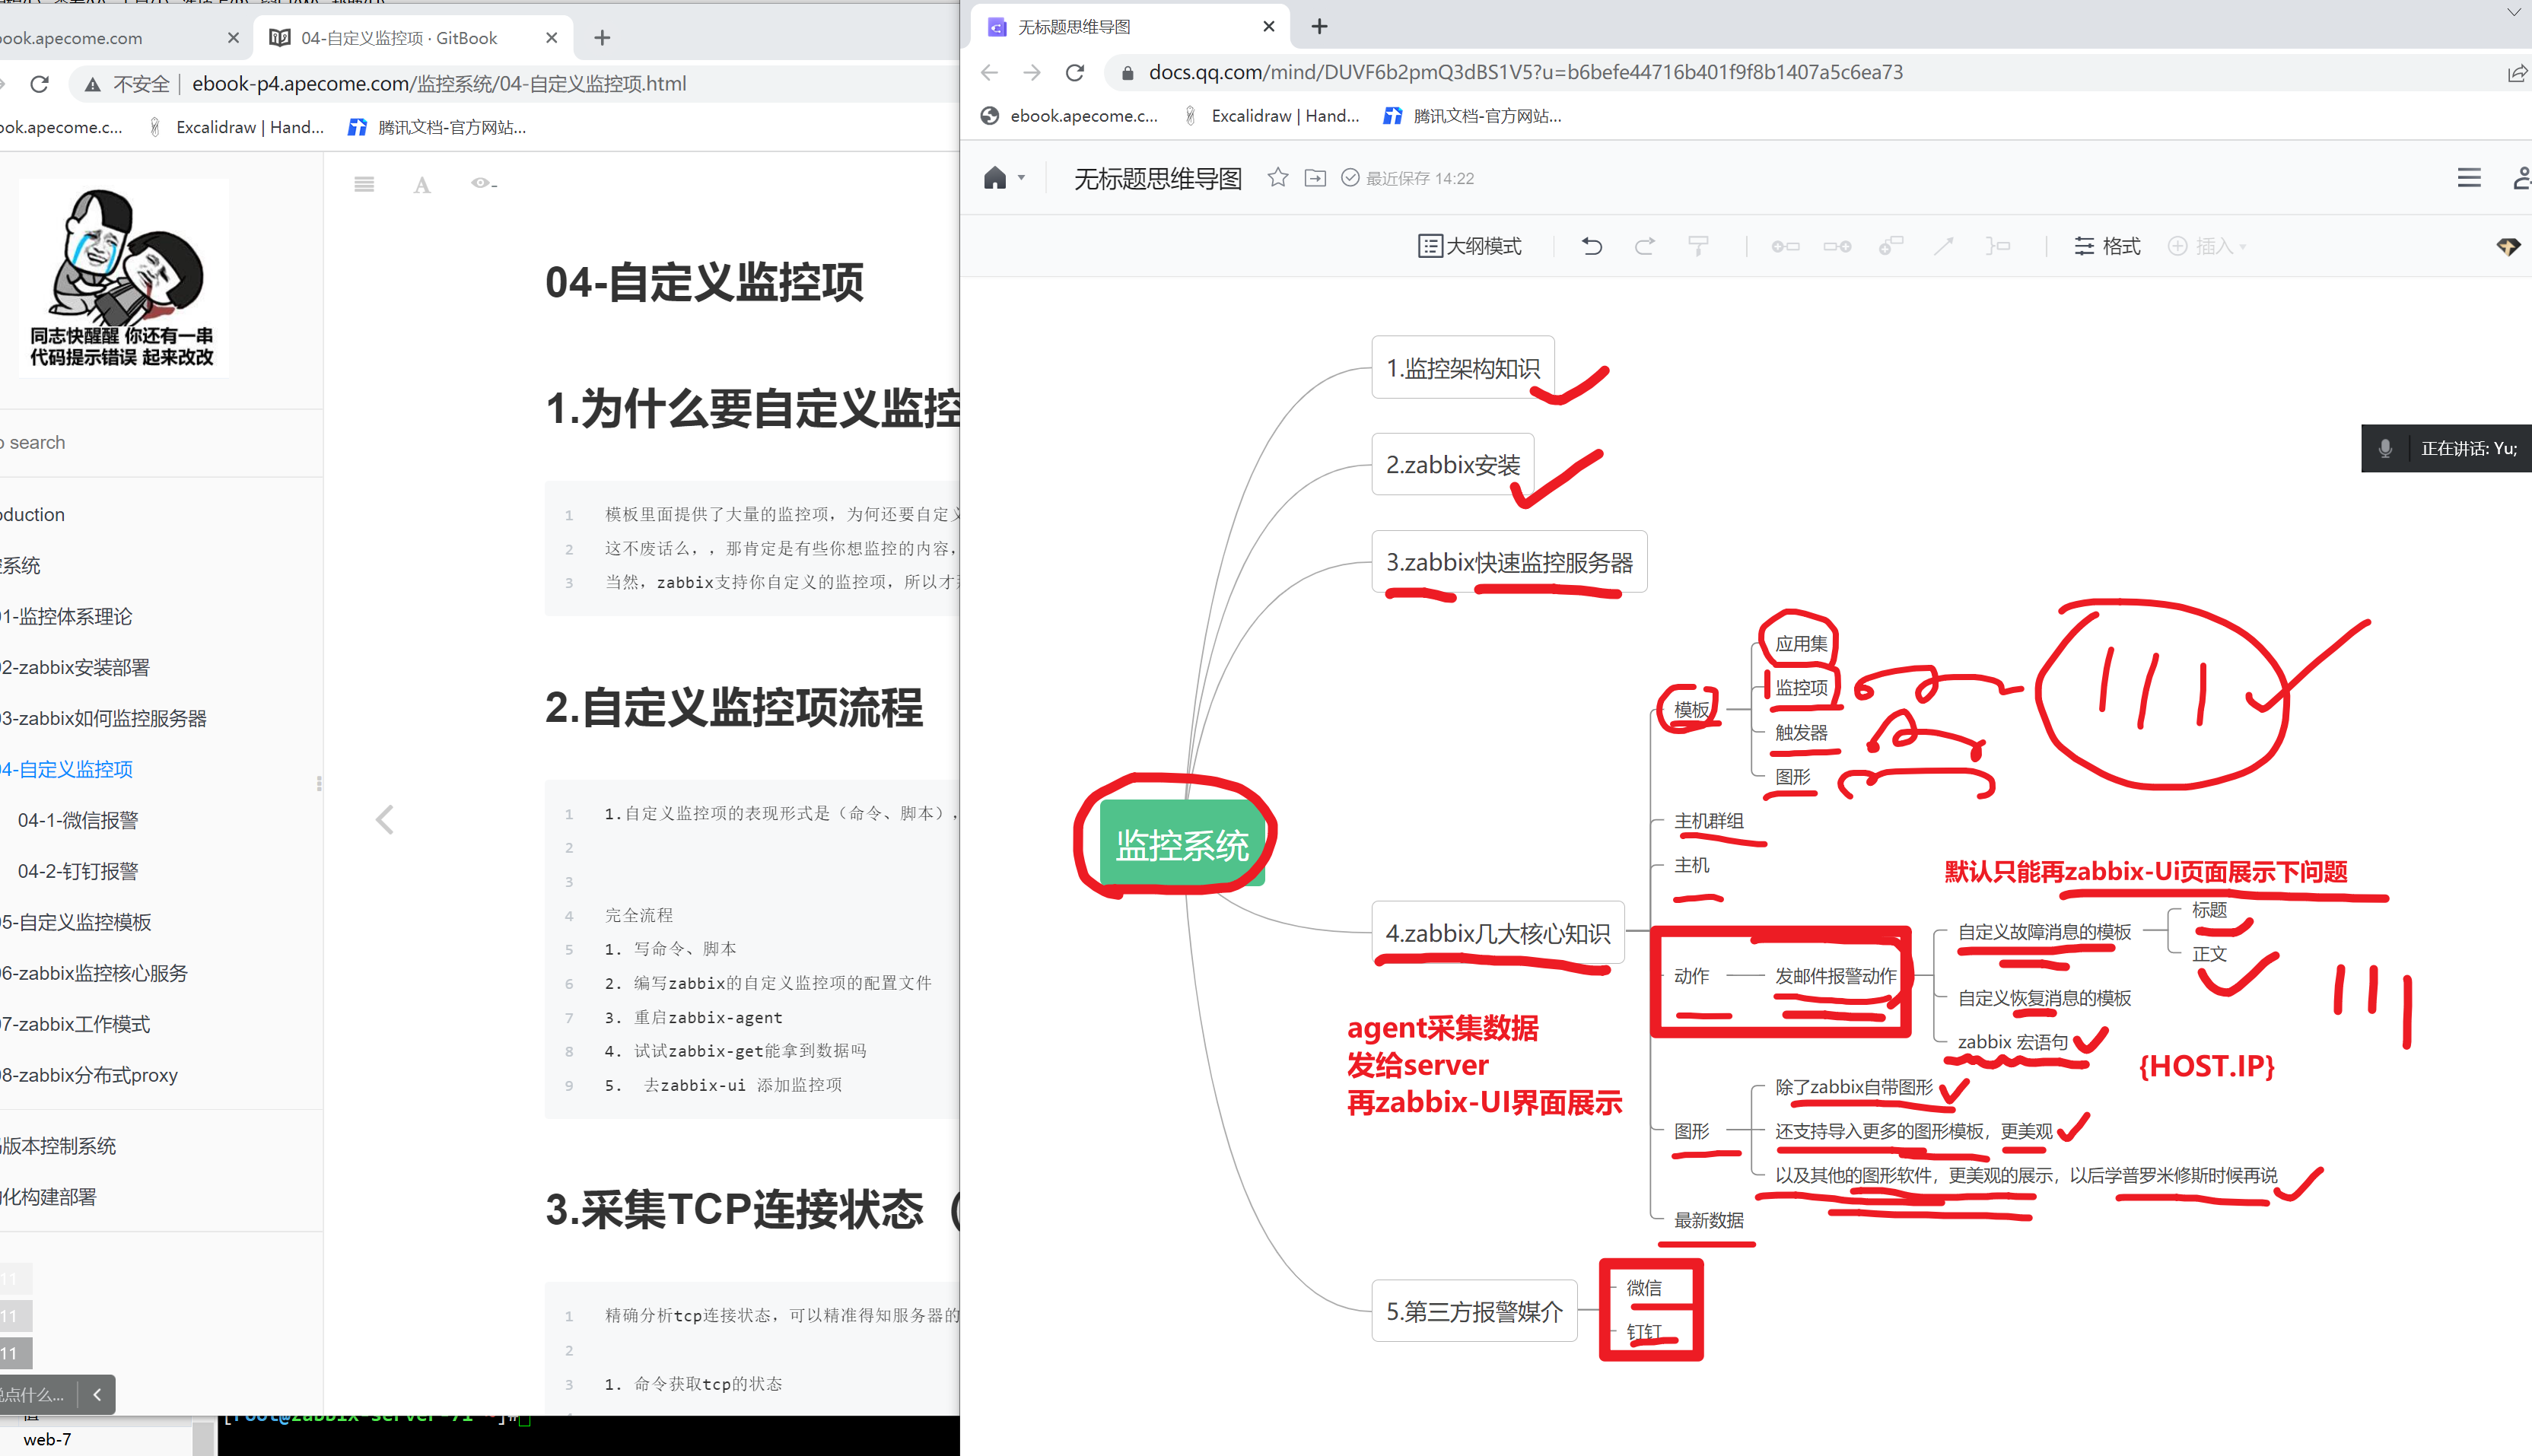 ook.apecome.com
04-自定义监控项 · GitBook
不安全
ebook-p4.apecome.com/监控系统/04-自定义监控项.html
ook.apecome.c...
Excalidraw | Hand...
腾讯文档-官方网站...
同志快醒醒 你还有一串
代码提示错误 起来改改
o search
oduction
系统
1-监控体系理论
2-zabbix安装部署
3-zabbix如何监控服务器
4-自定义监控项
04-1-微信报警
04-2-钉钉报警
5-自定义监控模板
6-zabbix监控核心服务
7-zabbix工作模式
8-zabbix分布式proxy
版本控制系统
化构建部署
11
11
11
说点什么...
web-7
A
04-自定义监控项
1.为什么要自定义监控
1 模板里面提供了大量的监控项，为何还要自定义
2 这不废话么，，那肯定是有些你想监控的内容，
3 当然，zabbix支持你自定义的监控项，所以才
2.自定义监控项流程
1 1.自定义监控项的表现形式是（命令、脚本），
2
3
4 完全流程
5 1. 写命令、脚本
6 2. 编写zabbix的自定义监控项的配置文件
7 3. 重启zabbix-agent
8 4. 试试zabbix-get能拿到数据吗
9 5. 去zabbix-ui 添加监控项
3.采集TCP连接状态（
1 精确分析tcp连接状态，可以精准得知服务器的
2
3 1. 命令获取tcp的状态
[root@zabbix-server-71 ~]#
无标题思维导图
docs.qq.com/mind/DUVF6b2pmQ3dBS1V5?u=b6befe44716b401f9f8b1407a5c6ea73
ebook.apecome.c...
Excalidraw | Hand...
腾讯文档-官方网站...
无标题思维导图
最近保存 14:22
大纲模式
格式
插入
正在讲话: Yu;
监控系统
1.监控架构知识
2.zabbix安装
3.zabbix快速监控服务器
4.zabbix几大核心知识
模板
应用集
监控项
触发器
图形
主机群组
主机
默认只能再zabbix-Ui页面展示下问题
动作
发邮件报警动作
自定义故障消息的模板
标题
正文
自定义恢复消息的模板
zabbix 宏语句
{HOST.IP}
agent采集数据
发给server
再zabbix-UI界面展示
图形
除了zabbix自带图形
还支持导入更多的图形模板，更美观
以及其他的图形软件，更美观的展示，以后学普罗米修斯时候再说
最新数据
5.第三方报警媒介
微信
钉钉